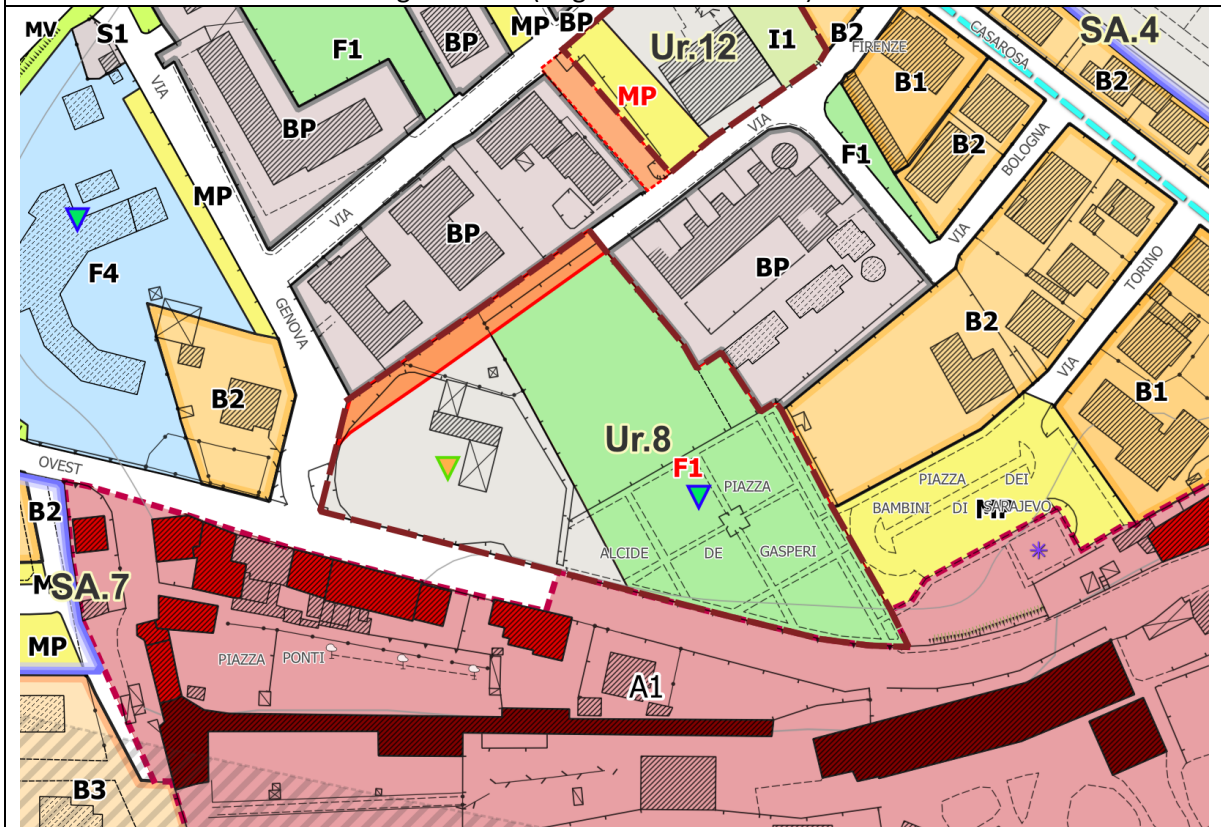 MV
S1
F1
BP
MP
BP
Ur.12
I1
B2
FIRENZE
CASAROSA
SA.4
VIA
BP
MP
B1
B2
B2
VIA
F1
BOLOGNA
MP
VIA
BP
BP
VIA
TORINO
F4
GENOVA
B2
VIA
B2
B1
Ur.8
F1
OVEST
PIAZZA
PIAZZA DEI
BAMBINI DI SARAJEVO
MP
B2
ALCIDE DE GASPERI
SA.7
MP
PIAZZA PONTI
A1
B3